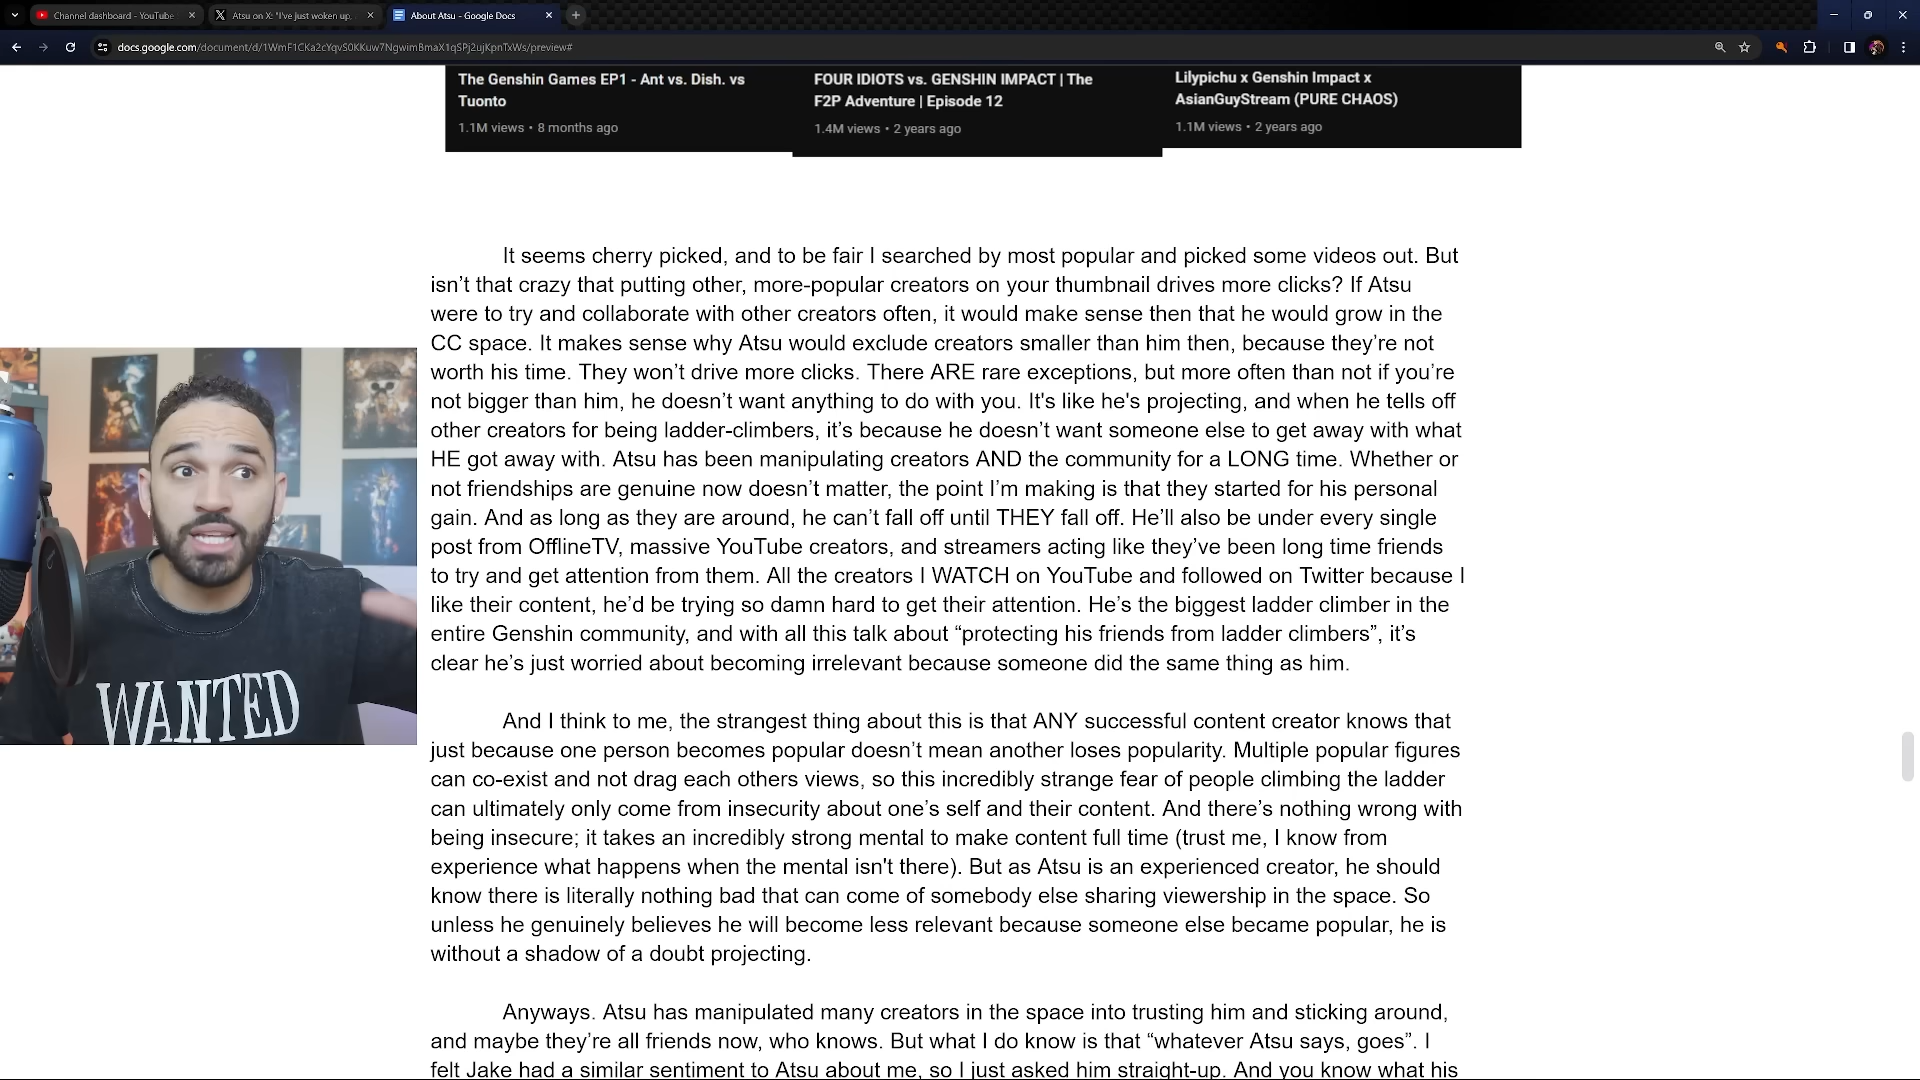 Channel dashboard - YouTube
Atsu on X: "I've just woken up,
About Atsu - Google Docs
docs.google.com/document/d/1WmF1CKa2cYqvS0KKuw7NgwimBmaX1qSPj2ujKpnTxWs/preview#
The Genshin Games EP1 - Ant vs. Dish. vs
Tuonto
1.1M views • 8 months ago
FOUR IDIOTS vs. GENSHIN IMPACT | The
F2P Adventure | Episode 12
1.4M views • 2 years ago
Lilypichu x Genshin Impact x
AsianGuyStream (PURE CHAOS)
1.1M views • 2 years ago
It seems cherry picked, and to be fair I searched by most popular and picked some videos out. But
isn’t that crazy that putting other, more-popular creators on your thumbnail drives more clicks? If Atsu
were to try and collaborate with other creators often, it would make sense then that he would grow in the
CC space. It makes sense why Atsu would exclude creators smaller than him then, because they’re not
worth his time. They won’t drive more clicks. There ARE rare exceptions, but more often than not if you’re
not bigger than him, he doesn’t want anything to do with you. It's like he's projecting, and when he tells off
other creators for being ladder-climbers, it’s because he doesn’t want someone else to get away with what
HE got away with. Atsu has been manipulating creators AND the community for a LONG time. Whether or
not friendships are genuine now doesn’t matter, the point I’m making is that they started for his personal
gain. And as long as they are around, he can’t fall off until THEY fall off. He’ll also be under every single
post from OfflineTV, massive YouTube creators, and streamers acting like they’ve been long time friends
to try and get attention from them. All the creators I WATCH on YouTube and followed on Twitter because I
like their content, he’d be trying so damn hard to get their attention. He’s the biggest ladder climber in the
entire Genshin community, and with all this talk about “protecting his friends from ladder climbers”, it’s
clear he’s just worried about becoming irrelevant because someone did the same thing as him.
And I think to me, the strangest thing about this is that ANY successful content creator knows that
just because one person becomes popular doesn’t mean another loses popularity. Multiple popular figures
can co-exist and not drag each others views, so this incredibly strange fear of people climbing the ladder
can ultimately only come from insecurity about one’s self and their content. And there’s nothing wrong with
being insecure; it takes an incredibly strong mental to make content full time (trust me, I know from
experience what happens when the mental isn't there). But as Atsu is an experienced creator, he should
know there is literally nothing bad that can come of somebody else sharing viewership in the space. So
unless he genuinely believes he will become less relevant because someone else became popular, he is
without a shadow of a doubt projecting.
Anyways. Atsu has manipulated many creators in the space into trusting him and sticking around,
and maybe they’re all friends now, who knows. But what I do know is that “whatever Atsu says, goes”. I
felt Jake had a similar sentiment to Atsu about me, so I just asked him straight-up. And you know what his
WANTED